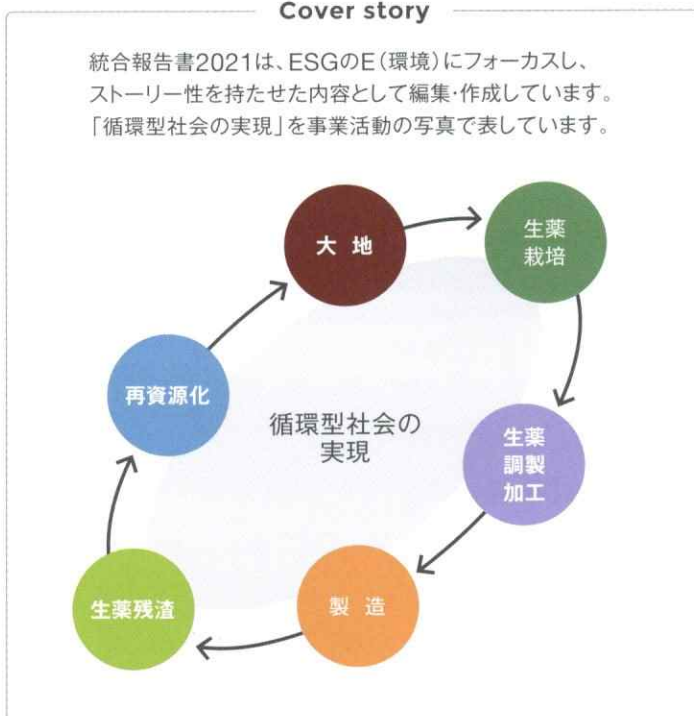 Cover story
統合報告書2021は、ESGのE(環境)にフォーカスし、
ストーリー性を持たせた内容として編集・作成しています。
「循環型社会の実現」を事業活動の写真で表しています。
大 地
生薬
栽培
生薬
調製
加工
製 造
生薬残渣
再資源化
循環型社会の
実現